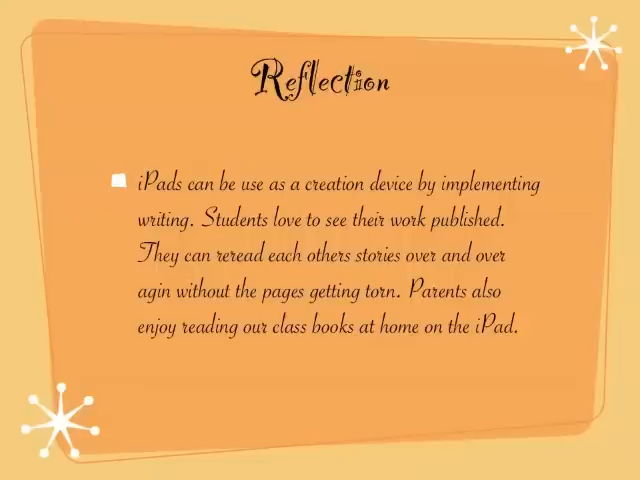 Reflection
iPads can be use as a creation device by implementing
writing. Students love to see their work published.
They can reread each others stories over and over
agin without the pages getting torn. Parents also
enjoy reading our class books at home on the iPad.